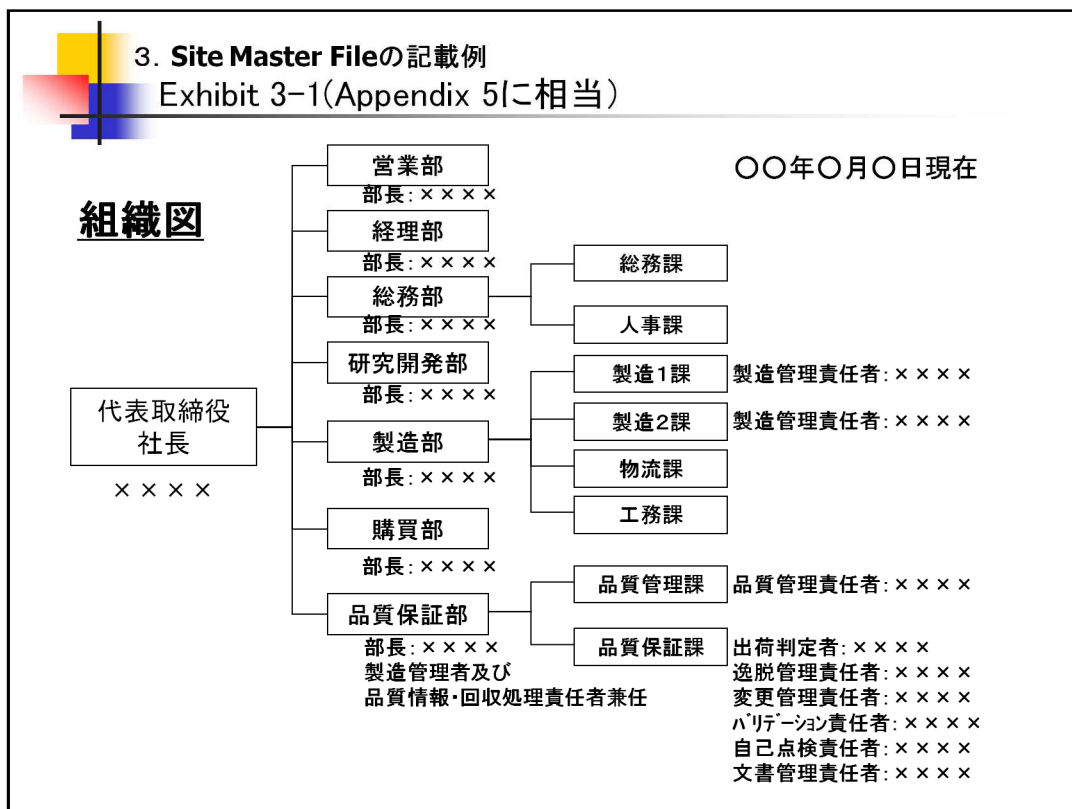 3．Site Master Fileの記載例
Exhibit 3-1(Appendix 5に相当)
組織図
〇〇年〇月〇日現在
代表取締役
社長
××××
営業部
部長：××××
経理部
部長：××××
総務部
部長：××××
総務課
人事課
研究開発部
部長：××××
製造部
部長：××××
製造1課
製造管理責任者：××××
製造2課
製造管理責任者：××××
物流課
工務課
購買部
部長：××××
品質保証部
部長：××××
製造管理者及び
品質情報・回収処理責任者兼任
品質管理課
品質管理責任者：××××
品質保証課
出荷判定者：××××
逸脱管理責任者：××××
変更管理責任者：××××
ﾊﾞﾘﾃﾞｰｼｮﾝ責任者：××××
自己点検責任者：××××
文書管理責任者：××××